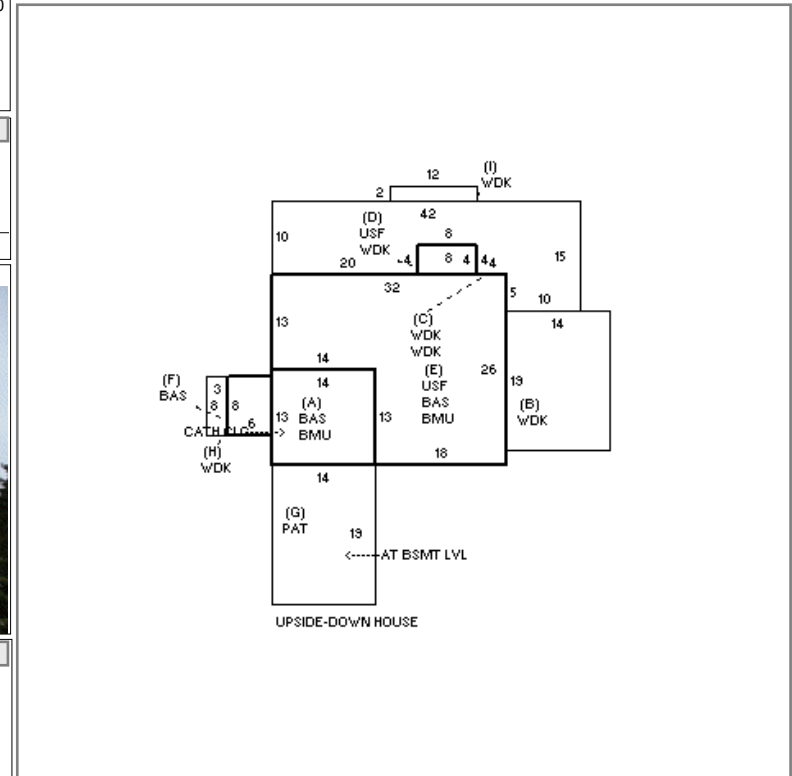 12
(I)
WDK
2
42
(D)
USF
WDK
8
10
4
8
4
4
4
20
15
32
5
10
14
13
(C)
WDK
WDK
14
(E)
USF
BAS
BMU
26
19
(B)
WDK
(F)
BAS
3
8
8
14
(A)
BAS
BMU
13
13
6
CATH CLG
(H)
WDK
18
14
(G)
PAT
19
AT BSMT LVL
UPSIDE-DOWN HOUSE